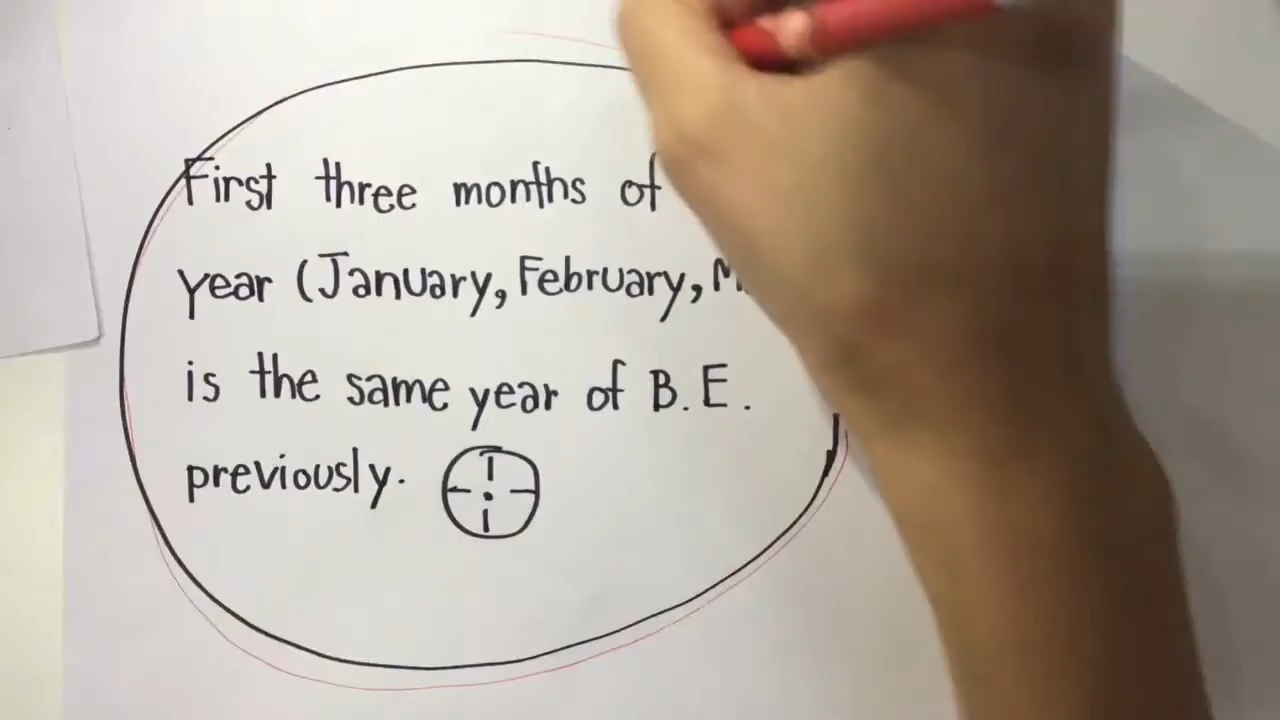 First three months of
year (January, February,
is the same year of B.E.
previously.